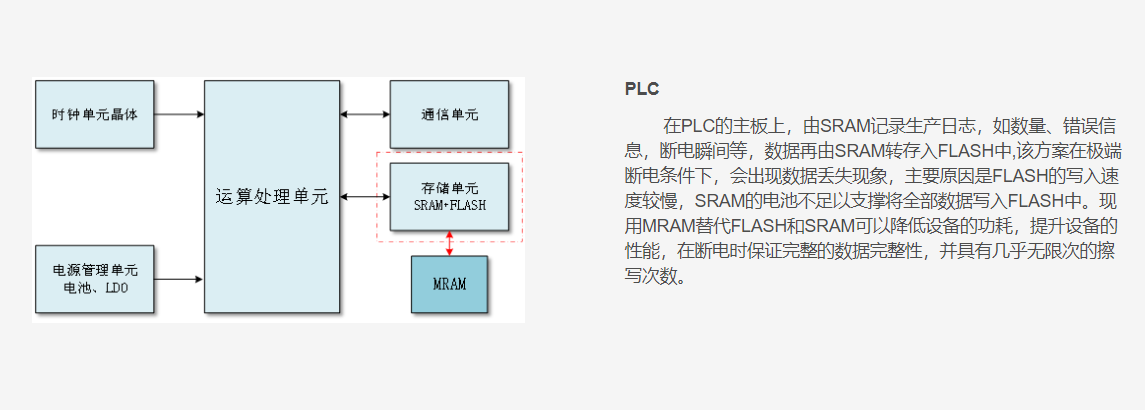 时钟单元晶体
通信单元
运算处理单元
存储单元
SRAM+FLASH
电源管理单元
电池、LDO
MRAM
PLC
在PLC的主板上，由SRAM记录生产日志，如数量、错误信
息，断电瞬间等，数据再由SRAM转存入FLASH中,该方案在极端
断电条件下，会出现数据丢失现象，主要原因是FLASH的写入速
度较慢，SRAM的电池不足以支撑将全部数据写入FLASH中。现
用MRAM替代FLASH和SRAM可以降低设备的功耗，提升设备的
性能，在断电时保证完整的数据完整性，并具有几乎无限次的擦
写次数。